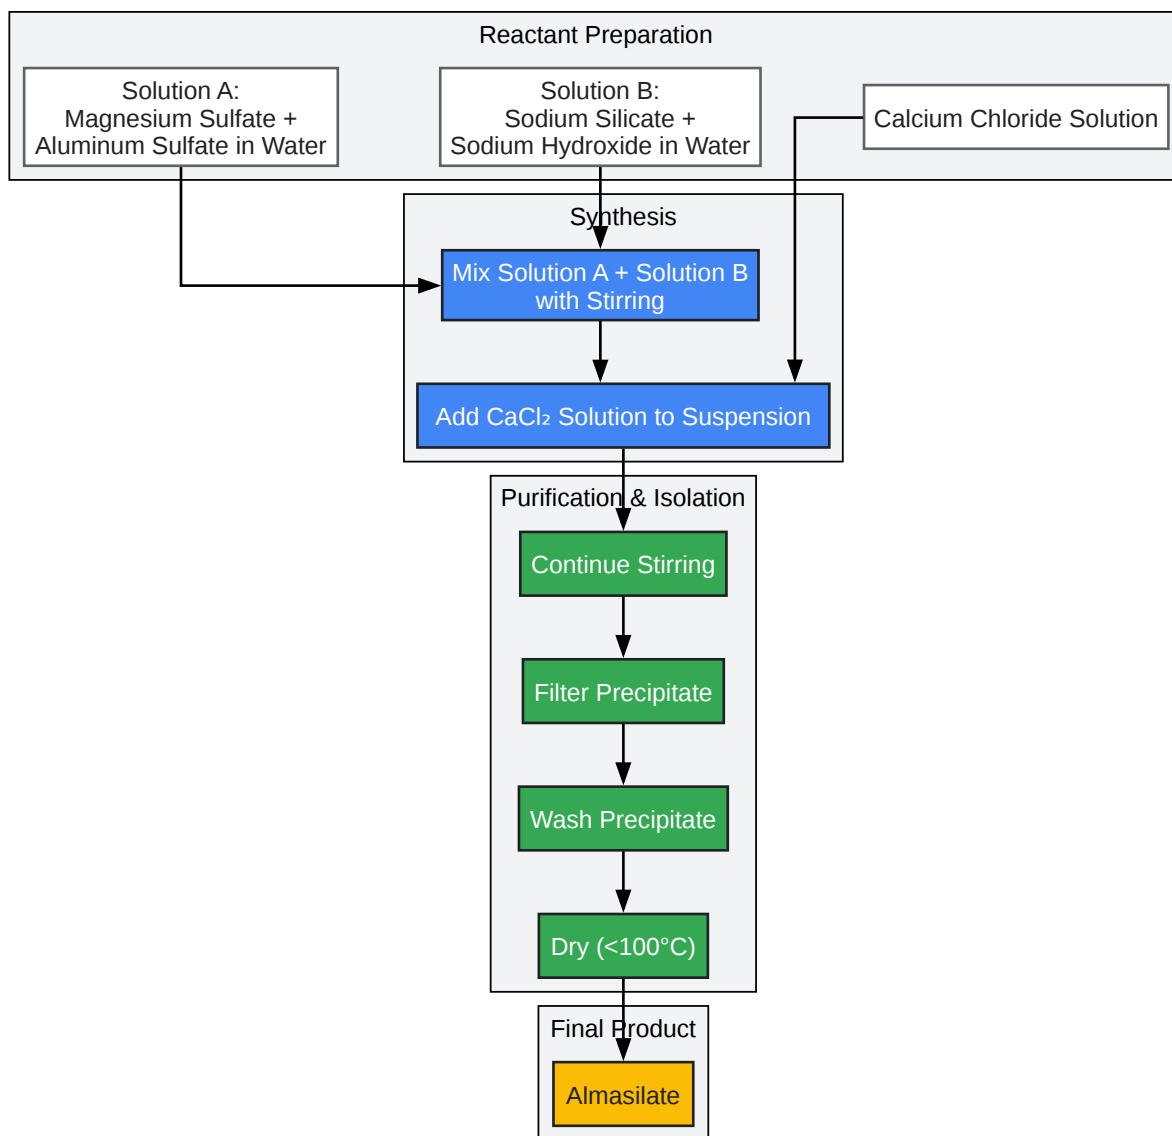 Reactant Preparation
Solution A:
Magnesium Sulfate +
Aluminum Sulfate in Water
Solution B:
Sodium Silicate +
Sodium Hydroxide in Water
Calcium Chloride Solution
Synthesis
Mix Solution A + Solution B
with Stirring
Add CaCl₂ Solution to Suspension
Purification & Isolation
Continue Stirring
Filter Precipitate
Wash Precipitate
Dry (<100°C)
Final Product
Almasilate